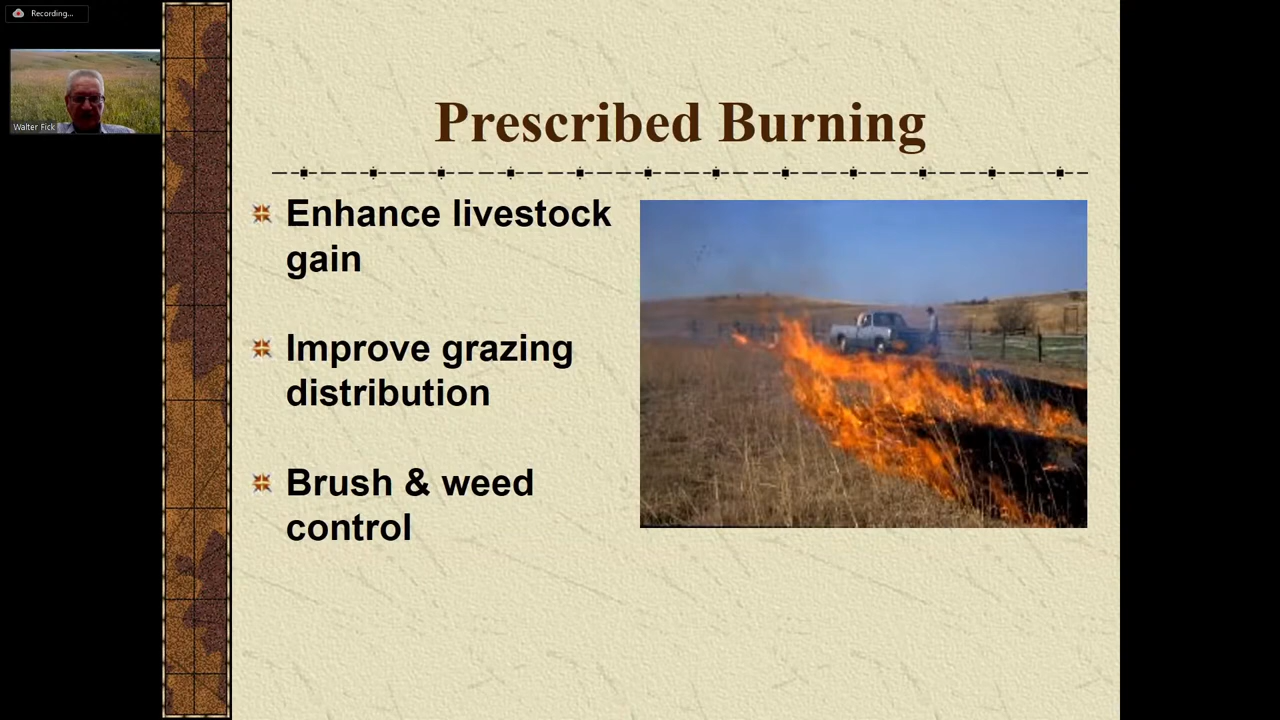 Recording...
Walter Fick
Prescribed Burning
Enhance livestock
gain
Improve grazing
distribution
Brush & weed
control